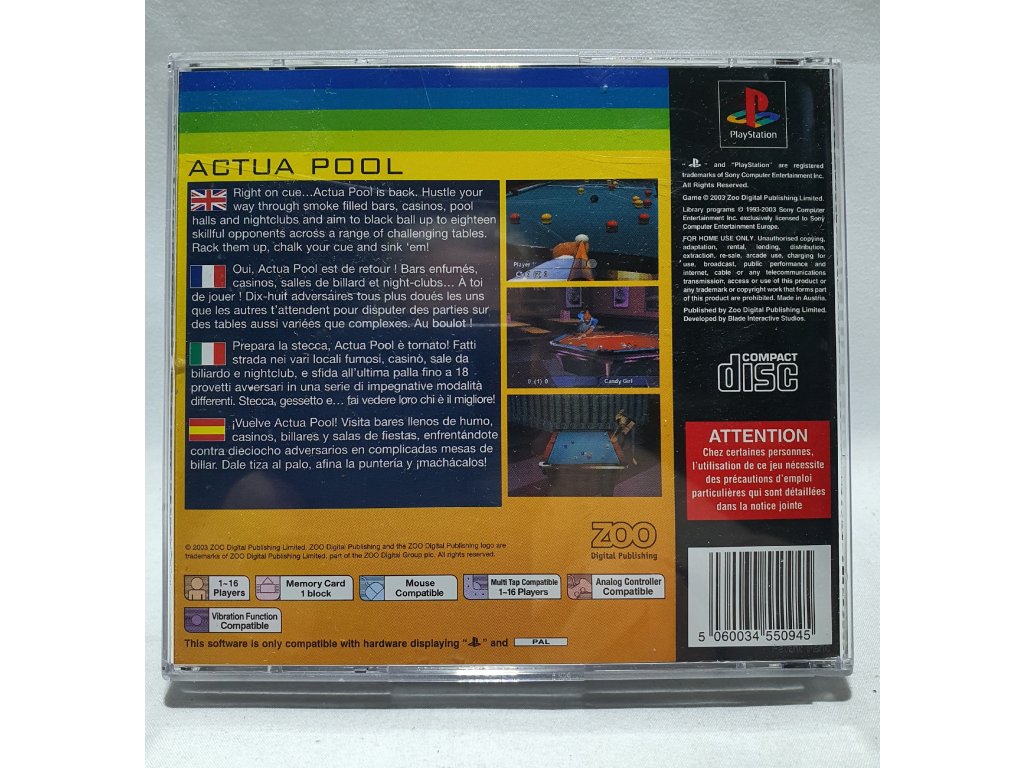 ACTUA POOL
Right on cue...Actua Pool is back. Hustle your
way through smoke filled bars, casinos, pool
halls and nightclubs and aim to black ball up to eighteen
skillful opponents across a range of challenging tables.
Rack them up, chalk your cue and sink 'em!
Oui, Actua Pool est de retour ! Bars enfumés,
casinos, salles de billard et night-clubs... A toi
de jouer ! Dix-huit adversaires tous plus doués les uns
que les autres t'attendent pour disputer des parties sur
des tables aussi variéés que complexes. Au boulot !
Prepara la stecca, Actua Pool è tornato! Fatti
strada nei vari locali fumosi, casinò, sale da
biliardo e nightclub, e sfida all'ultima palla fino a 18
provetti avversari in una serie di impegnative modalità
differenti. Stecca, gessetto e... fai vedere loro chi è il migliore!
¡Vuelve Actua Pool! Visita bares llenos de humo,
casinos, billares y salas de fiestas, enfrentándote
contra dieciocho adversarios en complicadas mesas de
billar. Dale tiza al palo, afina la puntería y ¡machácalos!
Player
0 (1) 0
Candy Girl
ZOO
Digital Publishing
© 2003 ZOO Digital Publishing Limited. ZOO Digital Publishing and the ZOO Digital Publishing logo are
trademarks of ZOO Digital Publishing Limited. part of the ZOO Digital Group plc. All rights reserved.
1~16
Players
Memory Card
1 block
Mouse
Compatible
Multi Tap Compatible
1~16 Players
Analog Controller
Compatible
Vibration Function
Compatible
This software is only compatible with hardware displaying " " and PAL
PlayStation
" " and "PlayStation" are registered
trademarks of Sony Computer Entertainment Inc.
All Rights Reserved.
Game © 2003 Zoo Digital Publishing Limited.
Library programs © 1993-2003 Sony Computer
Entertainment Inc. exclusively licensed to Sony
Computer Entertainment Europe.
FOR HOME USE ONLY. Unauthorised copying,
adaptation, rental, lending, distribution,
extraction, re-sale, arcade use, charging for
use, broadcast, public performance and
internet, cable or any telecommunications
transmission, access or use of this product or
any trademark or copyright work that forms part
of this product are prohibited. Made in Austria.
Published by Zoo Digital Publishing Limited.
Developed by Blade Interactive Studios.
COMPACT
disc
ATTENTION
Chez certaines personnes,
l'utilisation de ce jeu nécessite
des précautions d'emploi
particulières qui sont détaillées
dans la notice jointe
5 060034 550945